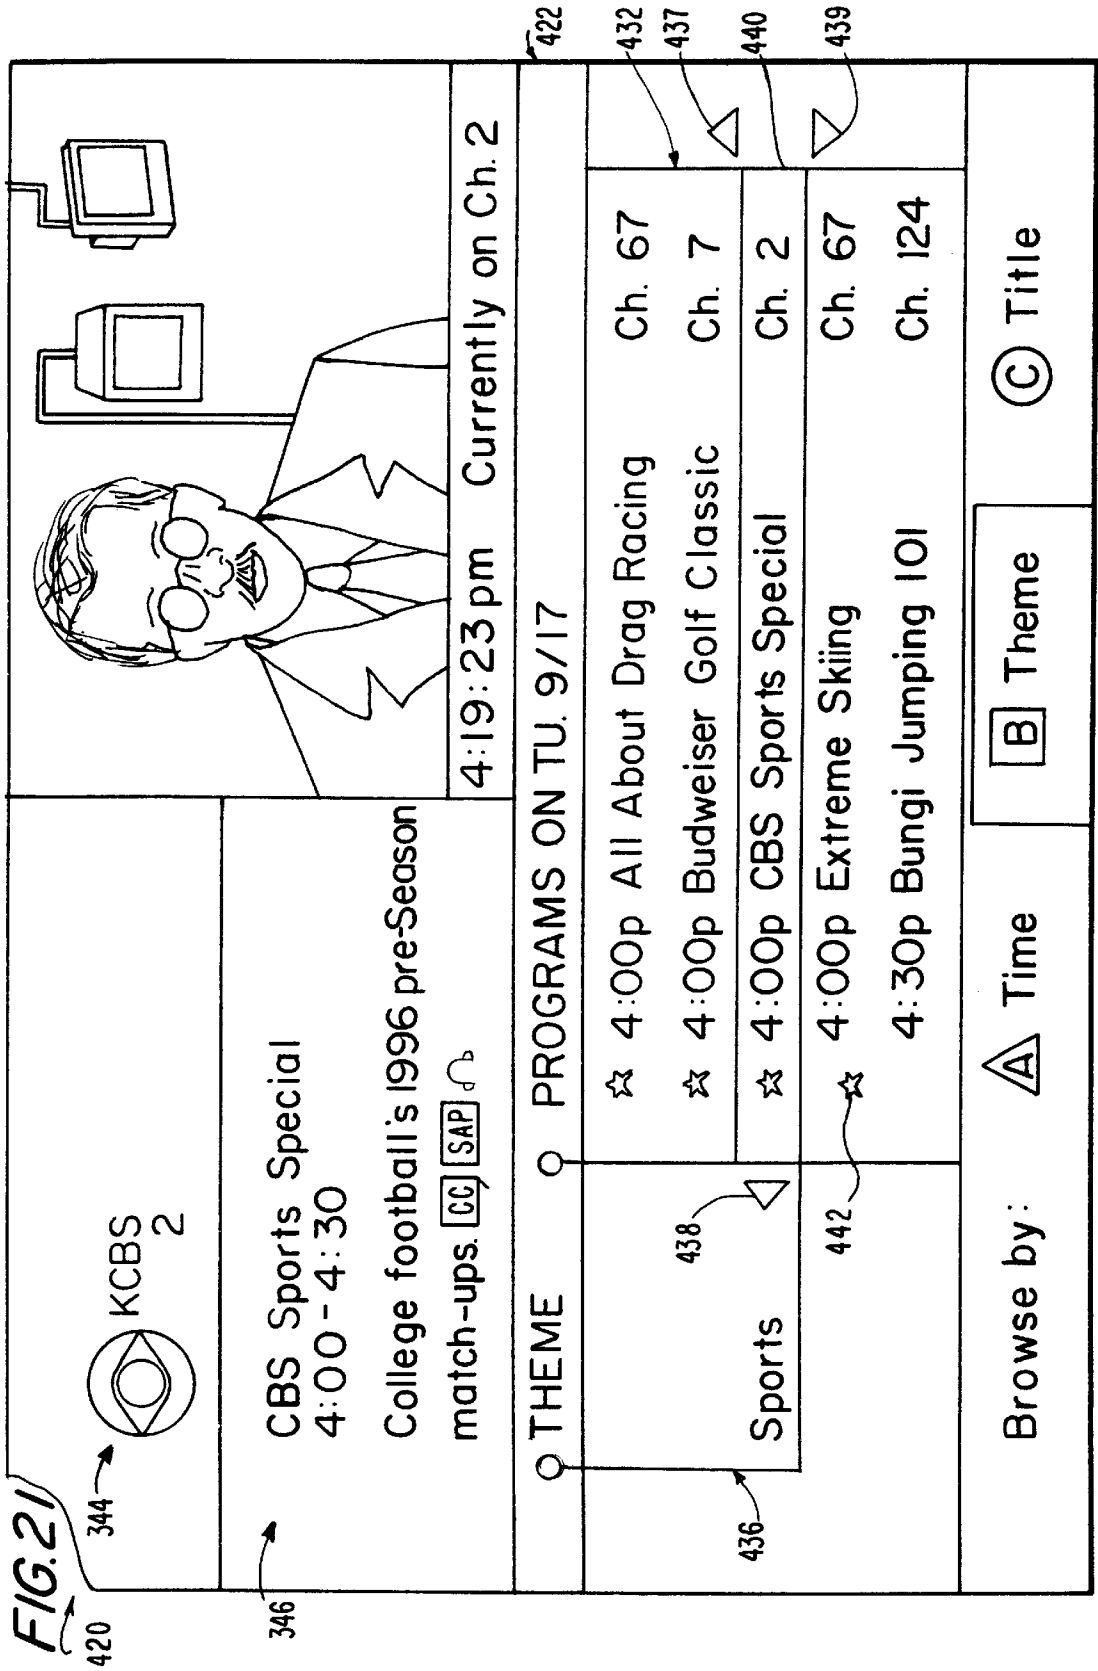 FIG. 21
420
344
KCBS
2
346
CBS Sports Special
4:00-4:30
College football's 1996 pre-Season
match-ups. CC SAP
4:19:23 pm Currently on Ch. 2
422
THEME
PROGRAMS ON TU. 9/17
432
☆ 4:00p All About Drag Racing Ch. 67
437
☆ 4:00p Budweiser Golf Classic Ch. 7
436
Sports
438
☆ 4:00p CBS Sports Special Ch. 2
440
442
☆ 4:00p Extreme Skiing Ch. 67
439
4:30p Bungi Jumping 101 Ch. 124
Browse by: A Time B Theme C Title